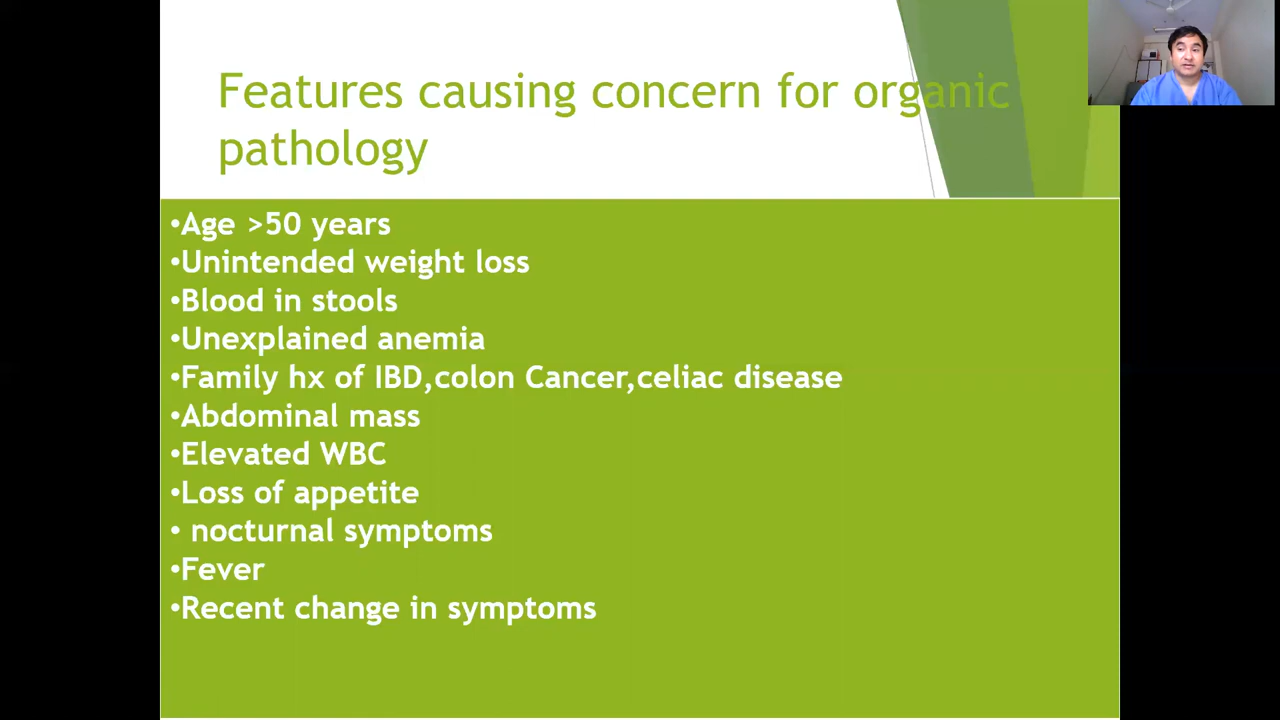 Features causing concern for organic
pathology
•Age >50 years
•Unintended weight loss
•Blood in stools
•Unexplained anemia
•Family hx of IBD,colon Cancer,celiac disease
•Abdominal mass
•Elevated WBC
•Loss of appetite
• nocturnal symptoms
•Fever
•Recent change in symptoms